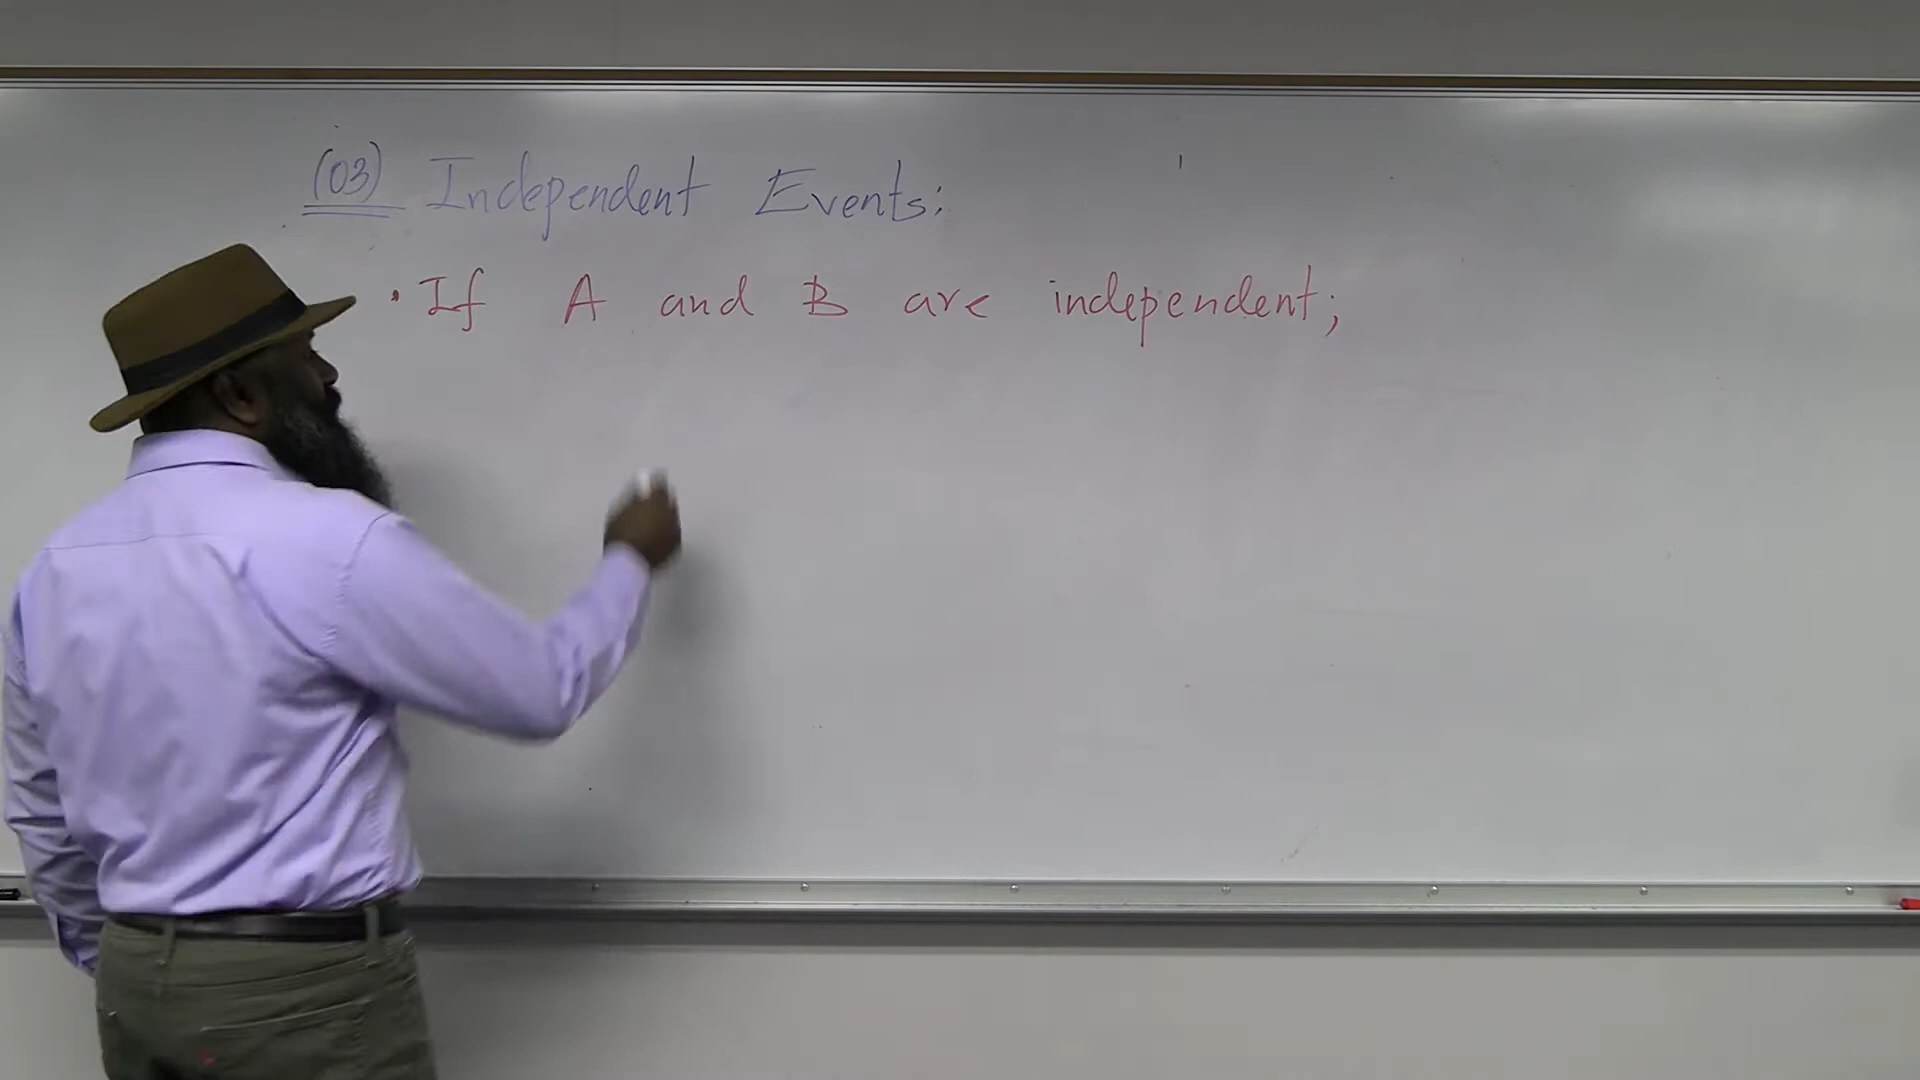 (03) Independent Events:
• If A and B are independent;